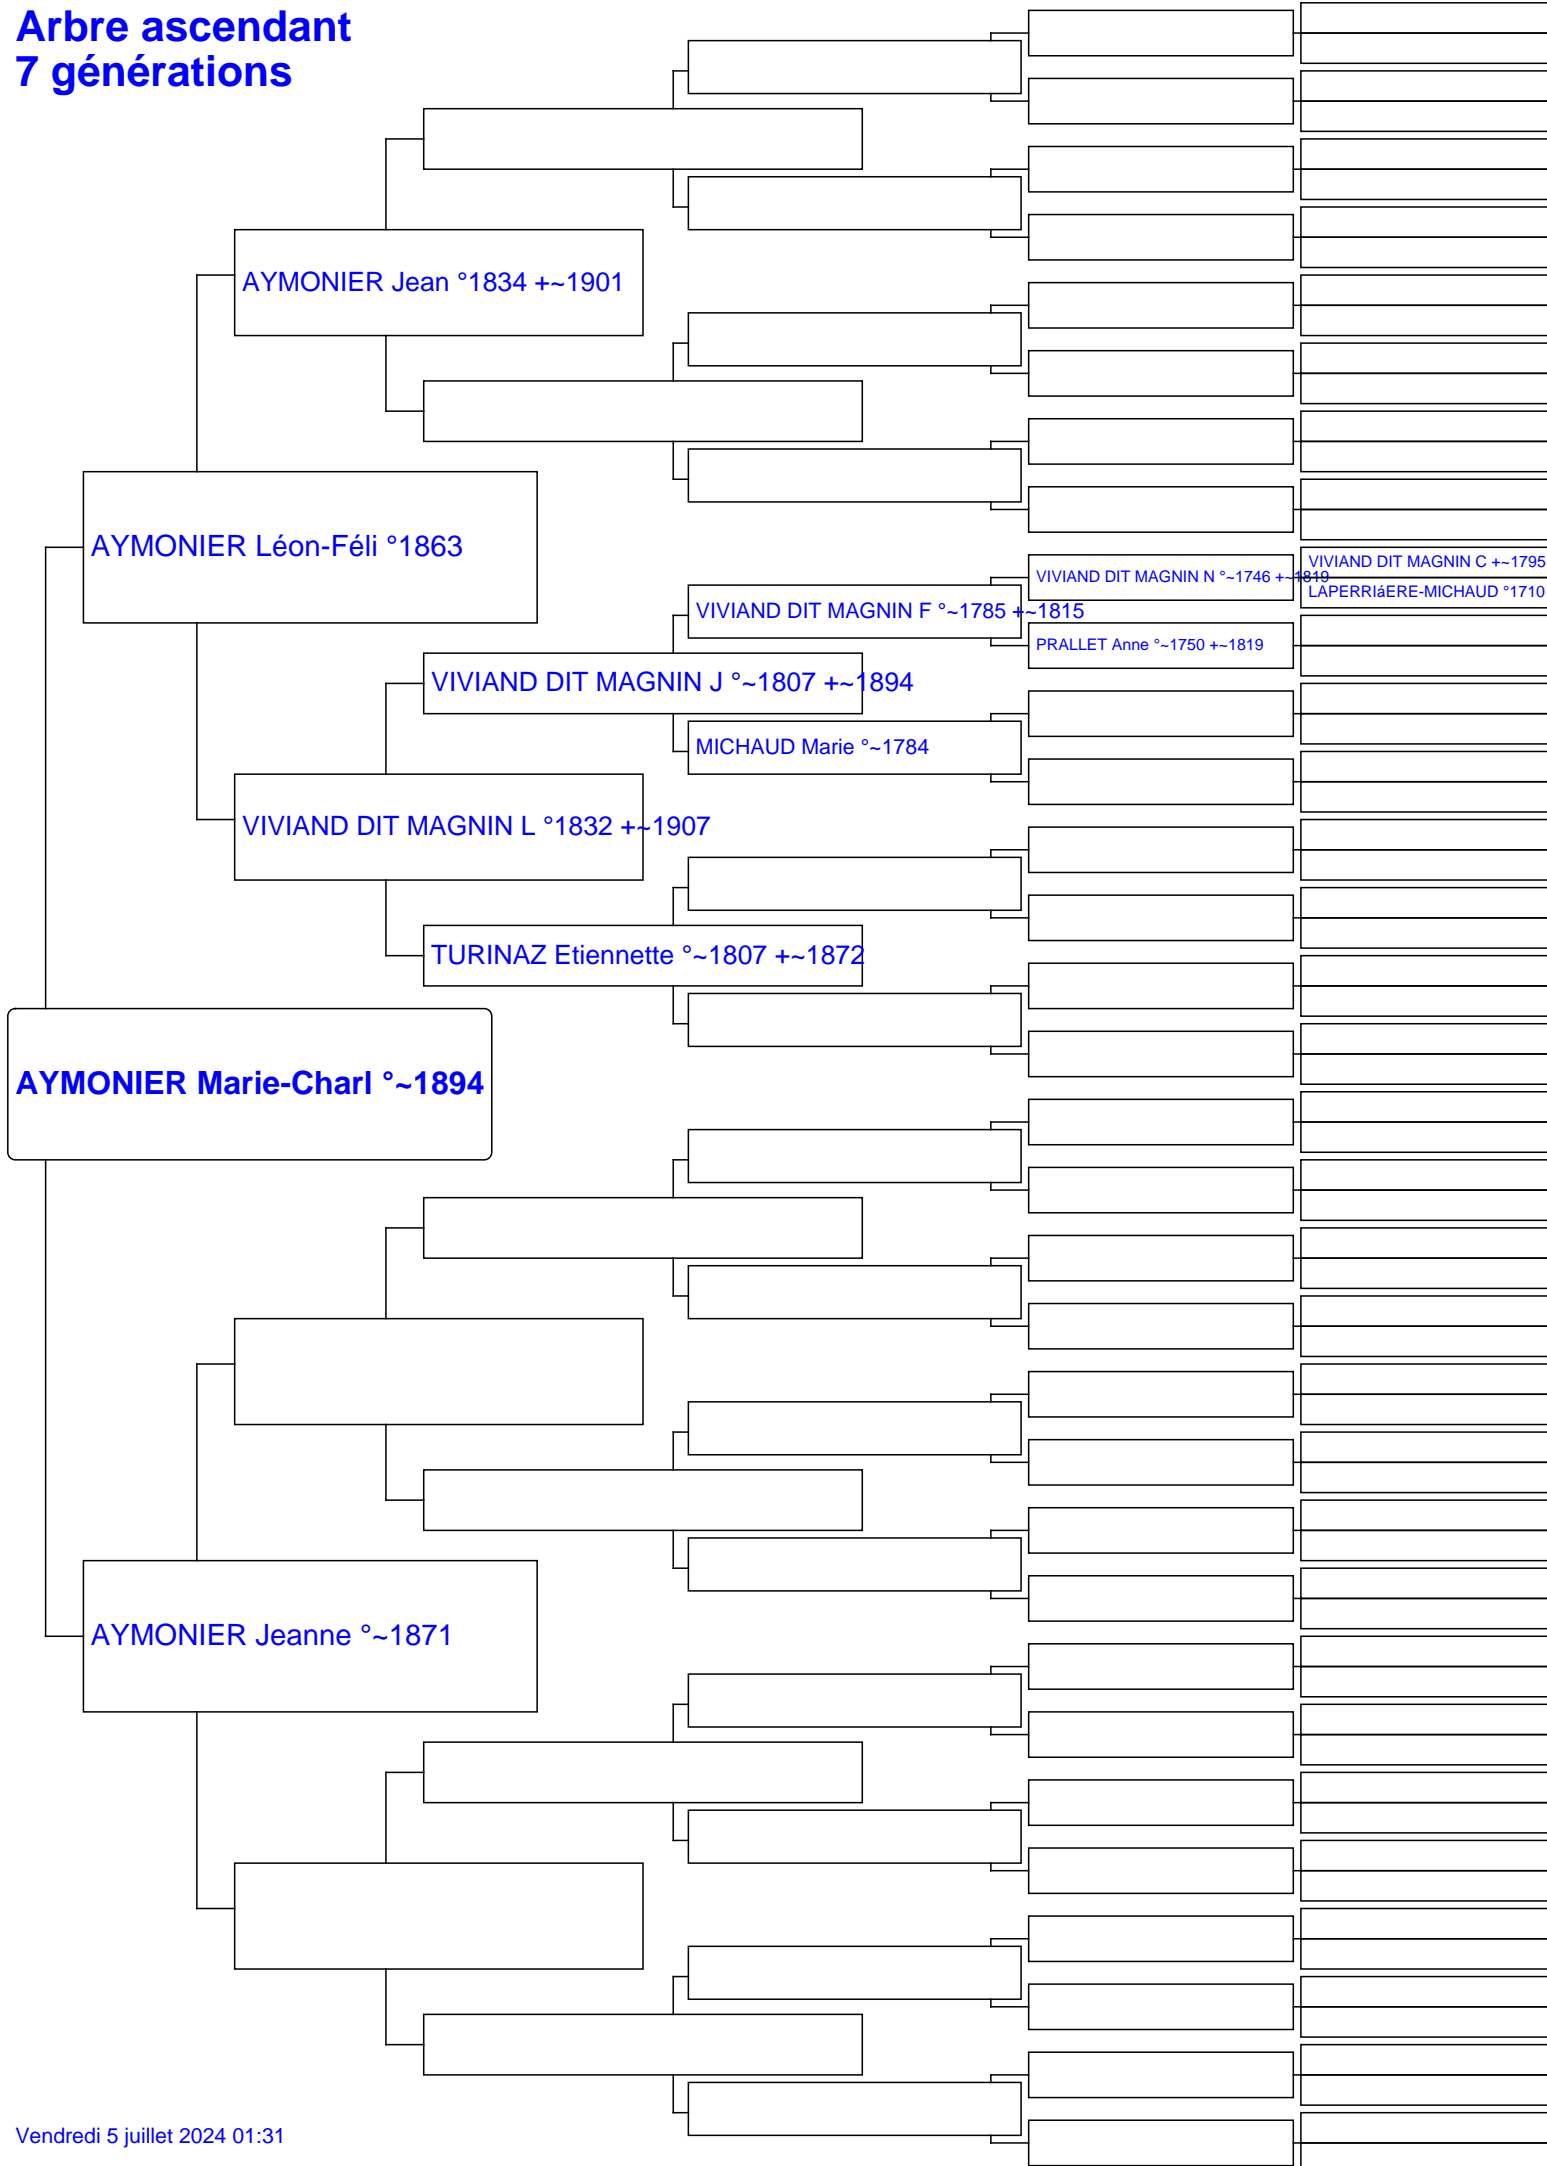 Arbre ascendant
7 générations
AYMONIER Jean °1834 +~1901
AYMONIER Léon-Féli °1863
VIVIAND DIT MAGNIN C +~1795
VIVIAND DIT MAGNIN N °~1746 +~1819
LAPERRIáERE-MICHAUD °1710
VIVIAND DIT MAGNIN F °~1785 +~1815
PRALLET Anne °~1750 +~1819
VIVIAND DIT MAGNIN J °~1807 +~1894
MICHAUD Marie °~1784
VIVIAND DIT MAGNIN L °1832 +~1907
TURINAZ Etiennette °~1807 +~1872
AYMONIER Marie-Charl °~1894
AYMONIER Jeanne °~1871
Vendredi 5 juillet 2024 01:31